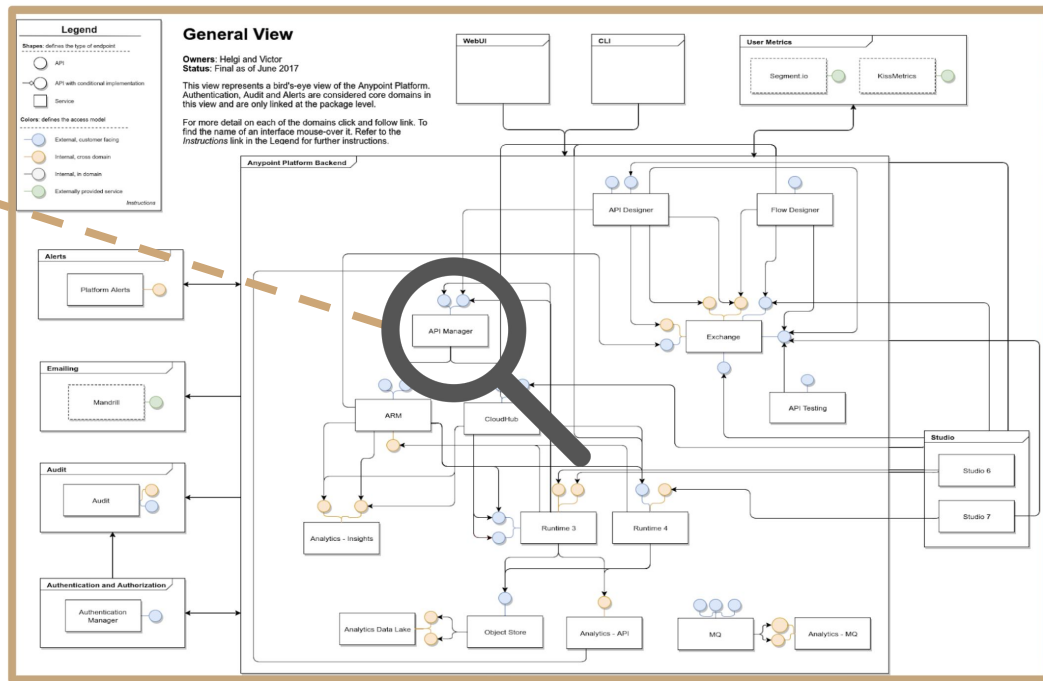 Legend
Shapes: defines the type of endpoint
API
API with conditional implementation
Service
Colors: defines the access model
External, customer facing
Internal, cross domain
Internal, in domain
Externally provided service
Instructions
General View
Owners: Helgi and Victor
Status: Final as of June 2017
This view represents a bird's-eye view of the Anypoint Platform.
Authentication, Audit and Alerts are considered core domains in
this view and are only linked at the package level.
For more detail on each of the domains click and follow link. To
find the name of an interface mouse-over it. Refer to the
Instructions link in the Legend for further instructions.
WebUI
CLI
User Metrics
Segment.io
KissMetrics
Anypoint Platform Backend
API Designer
Flow Designer
Alerts
Platform Alerts
API Manager
Exchange
Emailing
Mandrill
ARM
CloudHub
API Testing
Studio
Studio 6
Studio 7
Audit
Audit
Analytics - Insights
Runtime 3
Runtime 4
Authentication and Authorization
Authentication
Manager
Analytics Data Lake
Object Store
Analytics - API
MQ
Analytics - MQ